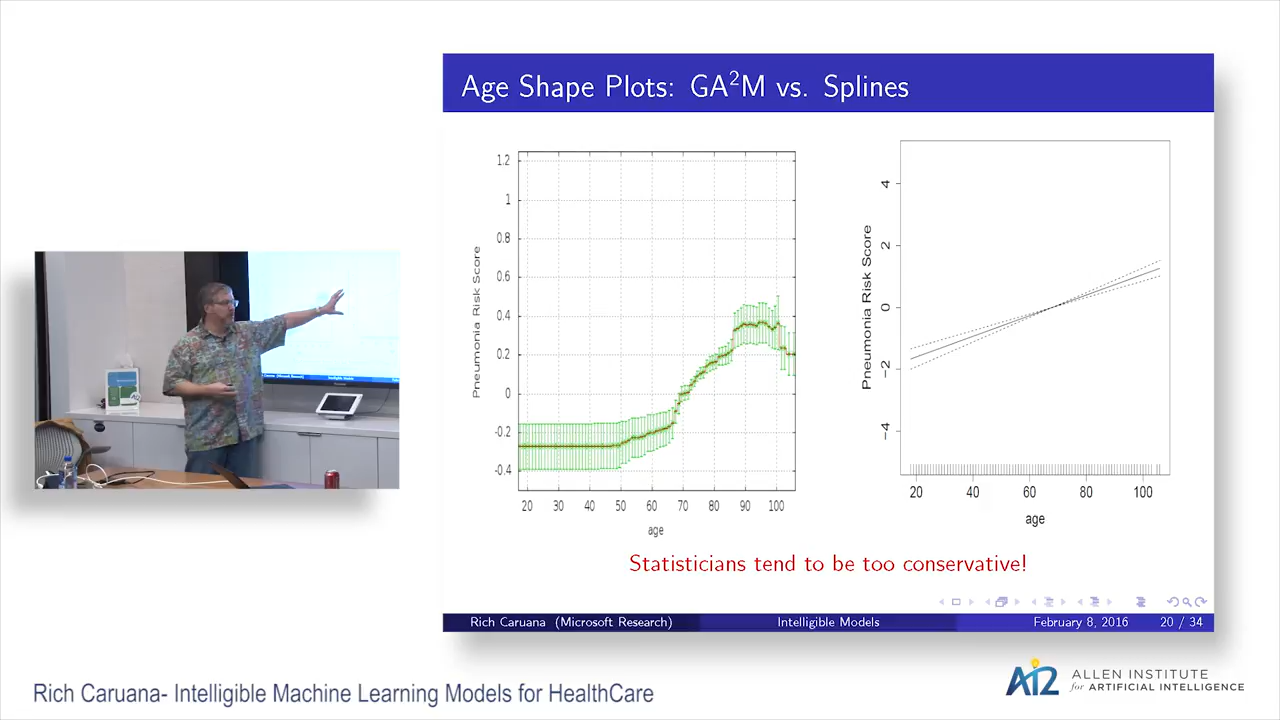 Age Shape Plots: GA²M vs. Splines
1.2
1
0.8
0.6
0.4
0.2
0
-0.2
-0.4
Pneumonia Risk Score
20 30 40 50 60 70 80 90 100
age
4
2
0
-2
-4
Pneumonia Risk Score
20 40 60 80 100
age
Statisticians tend to be too conservative!
Rich Caruana (Microsoft Research) Intelligible Models February 8, 2016 20 / 34
Rich Caruana- Intelligible Machine Learning Models for HealthCare
AI2 ALLEN INSTITUTE
for ARTIFICIAL INTELLIGENCE